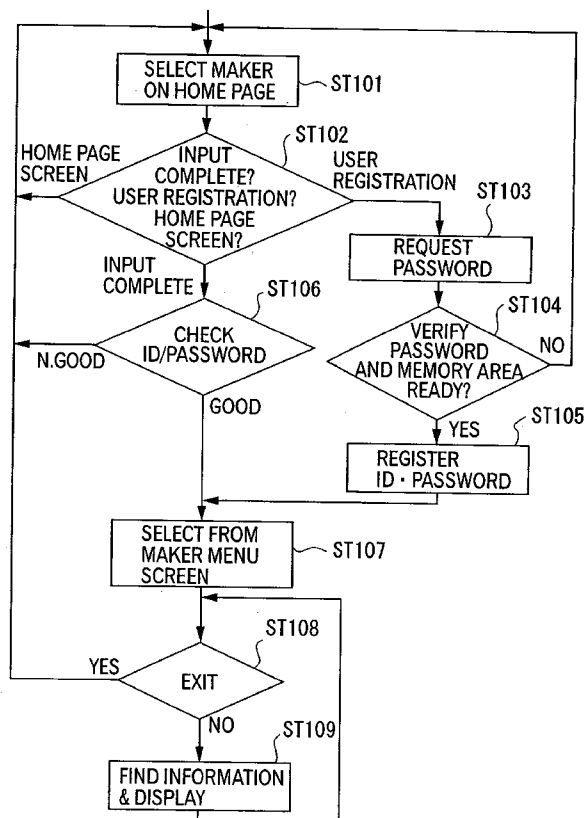 SELECT MAKER
ON HOME PAGE
ST101
ST102
HOME PAGE
SCREEN
INPUT
COMPLETE?
USER REGISTRATION?
HOME PAGE
SCREEN?
USER
REGISTRATION
ST103
REQUEST
PASSWORD
INPUT
COMPLETE
ST106
ST104
CHECK
ID/PASSWORD
N.GOOD
GOOD
VERIFY
PASSWORD
AND MEMORY AREA
READY?
NO
YES
ST105
REGISTER
ID・PASSWORD
SELECT FROM
MAKER MENU
SCREEN
ST107
ST108
YES
EXIT
NO
ST109
FIND INFORMATION
& DISPLAY